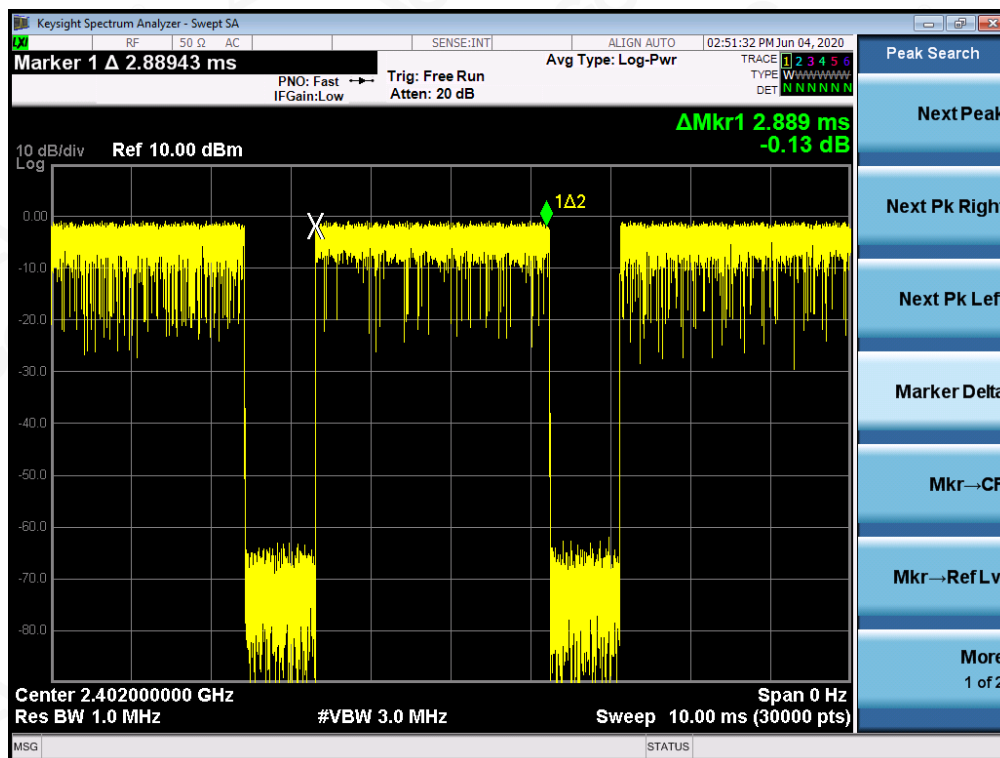 Keysight Spectrum Analyzer - Swept SA
LXI RF 50 Ω AC SENSE:INT ALIGN AUTO 02:51:32 PM Jun 04, 2020
Marker 1 Δ 2.88943 ms
PNO: Fast
IFGain:Low
Trig: Free Run
Atten: 20 dB
Avg Type: Log-Pwr
TRACE 1 2 3 4 5 6
TYPE WWWWWW
DET N N N N N N
ΔMkr1 2.889 ms
-0.13 dB
10 dB/div Ref 10.00 dBm
Log
0.00
-10.0
-20.0
-30.0
-40.0
-50.0
-60.0
-70.0
-80.0
1Δ2
Center 2.402000000 GHz Span 0 Hz
Res BW 1.0 MHz #VBW 3.0 MHz Sweep 10.00 ms (30000 pts)
MSG STATUS
Peak Search
Next Peak
Next Pk Right
Next Pk Left
Marker Delta
Mkr→CF
Mkr→Ref Lv
More
1 of 2